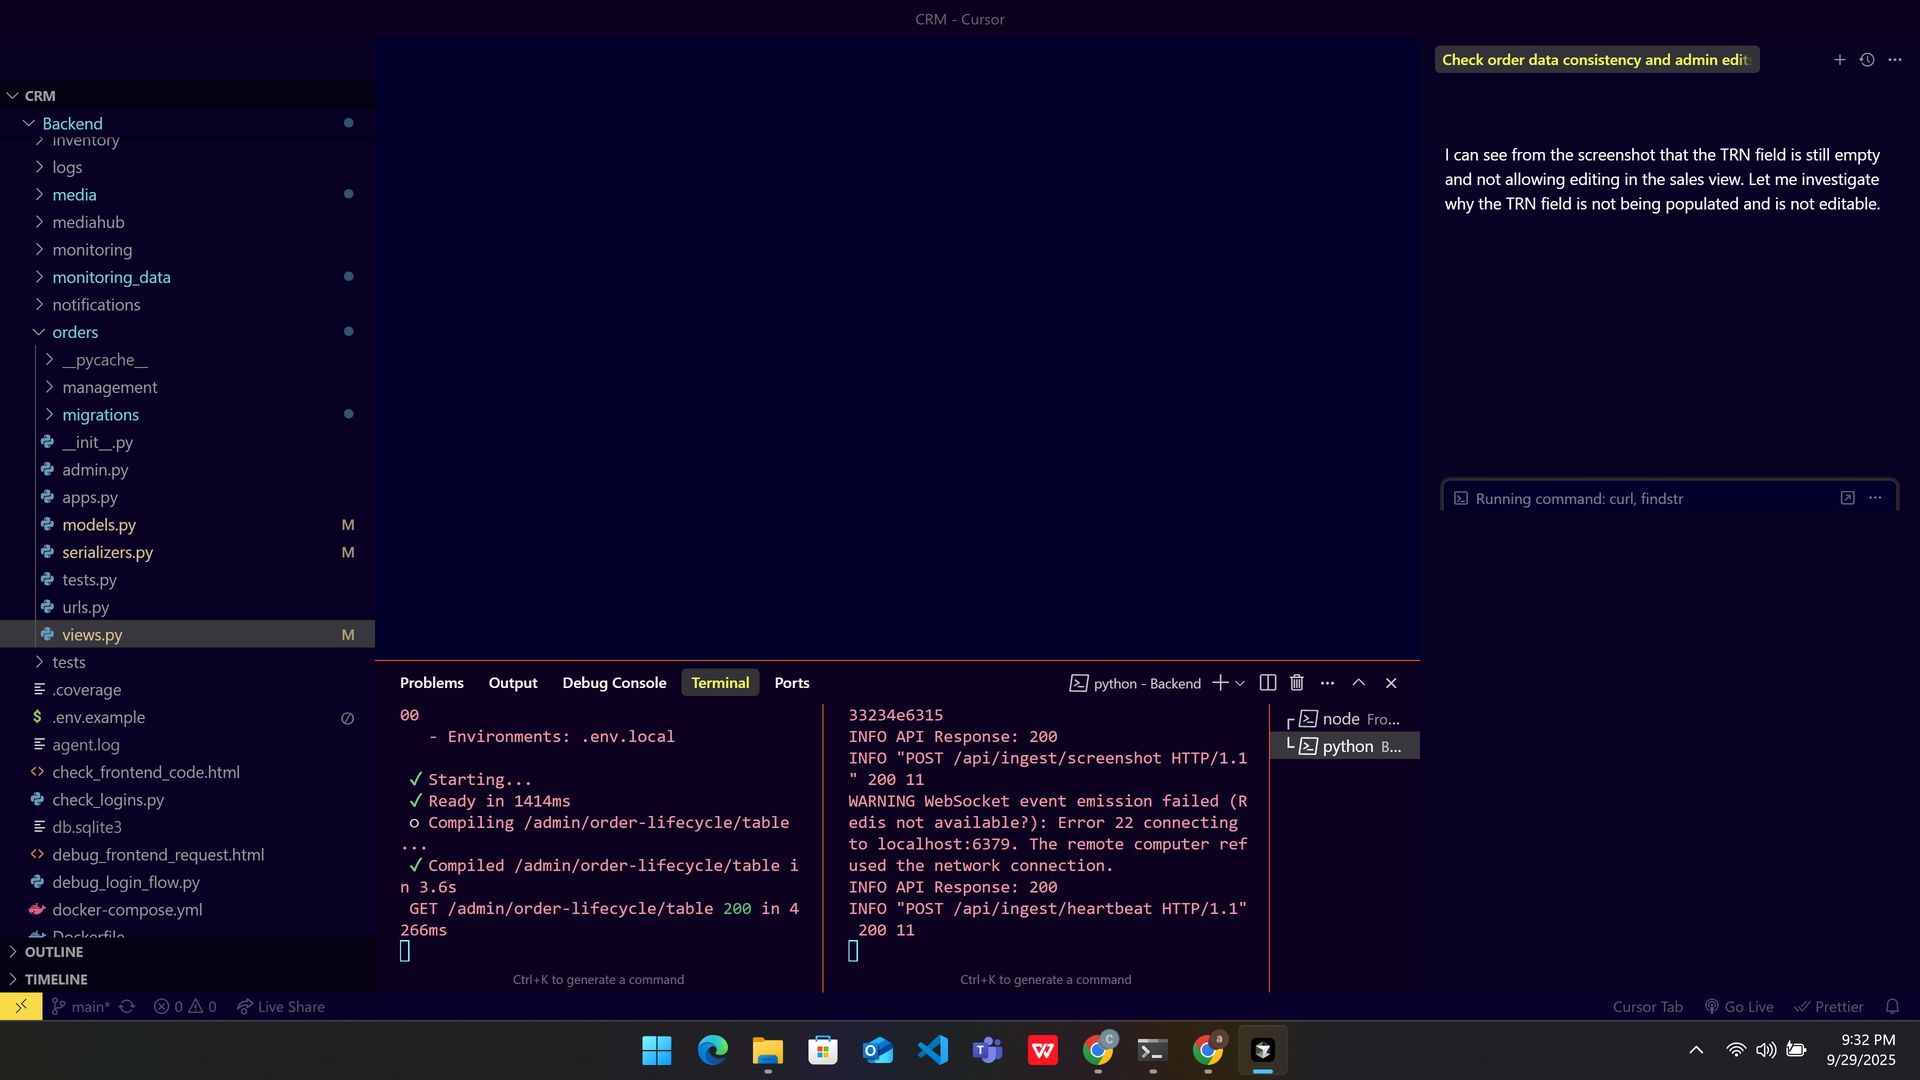 CRM - Cursor
CRM
Backend
inventory
logs
media
mediahub
monitoring
monitoring_data
notifications
orders
__pycache__
management
migrations
__init__.py
admin.py
apps.py
models.py M
serializers.py M
tests.py
urls.py
views.py M
tests
.coverage
.env.example
agent.log
check_frontend_code.html
check_logins.py
db.sqlite3
debug_frontend_request.html
debug_login_flow.py
docker-compose.yml
Dockerfile
OUTLINE
TIMELINE
Problems Output Debug Console Terminal Ports
python - Backend
00
- Environments: .env.local
✓ Starting...
✓ Ready in 1414ms
○ Compiling /admin/order-lifecycle/table
...
✓ Compiled /admin/order-lifecycle/table i
n 3.6s
GET /admin/order-lifecycle/table 200 in 4
266ms
Ctrl+K to generate a command
33234e6315
INFO API Response: 200
INFO "POST /api/ingest/screenshot HTTP/1.1
" 200 11
WARNING WebSocket event emission failed (R
edis not available?): Error 22 connecting
to localhost:6379. The remote computer ref
used the network connection.
INFO API Response: 200
INFO "POST /api/ingest/heartbeat HTTP/1.1"
200 11
Ctrl+K to generate a command
node Fro...
python B...
Check order data consistency and admin edit
I can see from the screenshot that the TRN field is still empty
and not allowing editing in the sales view. Let me investigate
why the TRN field is not being populated and is not editable.
Running command: curl, findstr
main* 0 0 Live Share
Cursor Tab Go Live Prettier
C
a
9:32 PM
9/29/2025